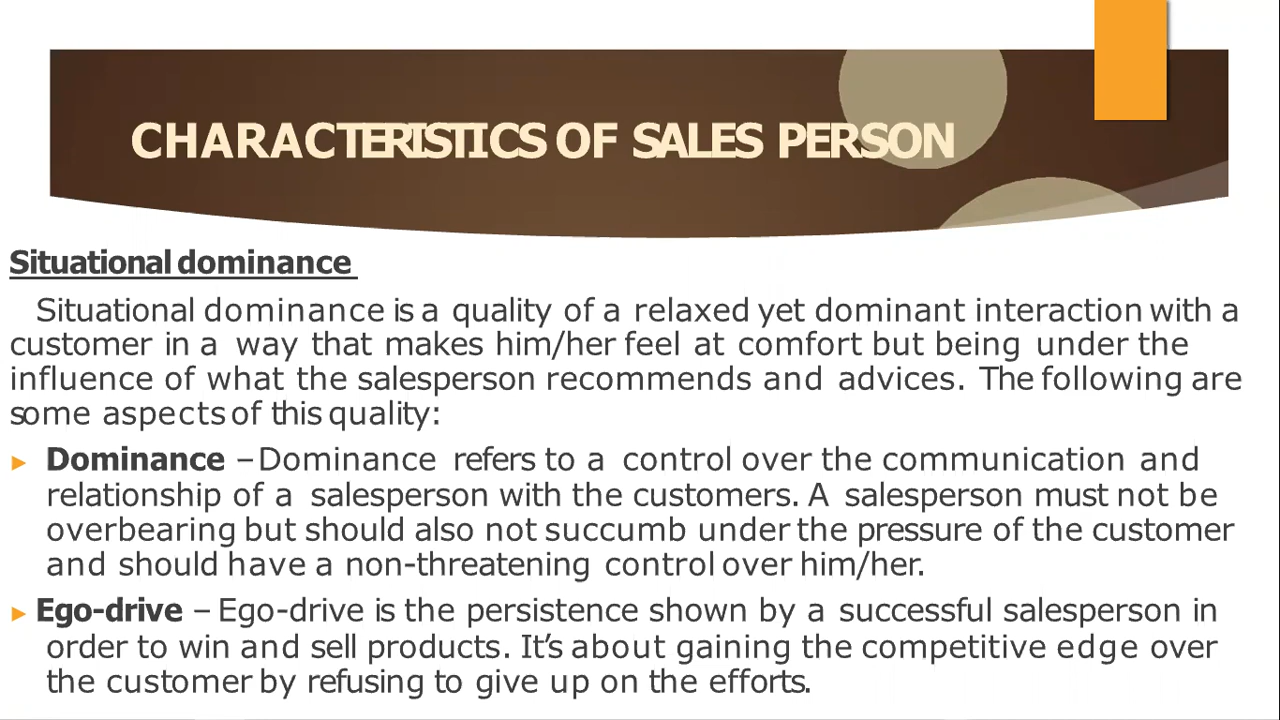 CHARACTERISTICS OF SALES PERSON
Situational dominance
Situational dominance is a quality of a relaxed yet dominant interaction with a
customer in a way that makes him/her feel at comfort but being under the
influence of what the salesperson recommends and advices. The following are
some aspects of this quality:
► Dominance – Dominance refers to a control over the communication and
relationship of a salesperson with the customers. A salesperson must not be
overbearing but should also not succumb under the pressure of the customer
and should have a non-threatening control over him/her.
► Ego-drive – Ego-drive is the persistence shown by a successful salesperson in
order to win and sell products. It’s about gaining the competitive edge over
the customer by refusing to give up on the efforts.